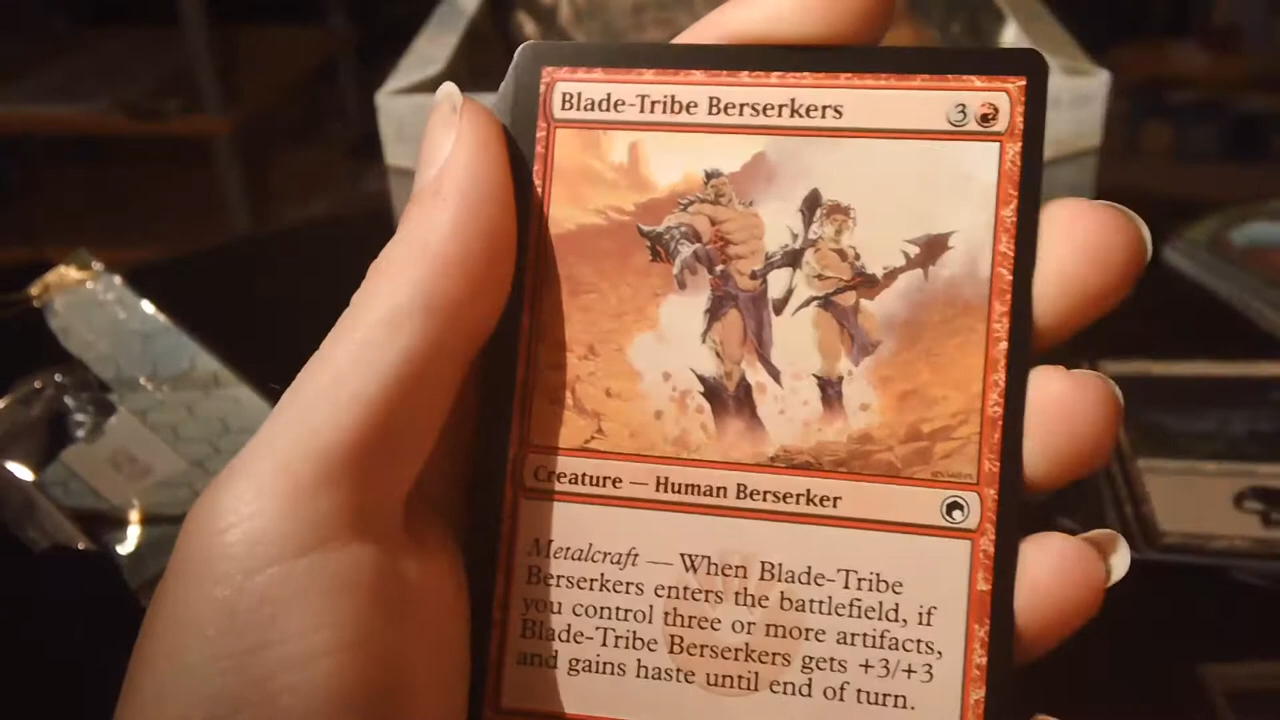 Blade-Tribe Berserkers 3
Creature — Human Berserker
Metalcraft — When Blade-Tribe
Berserkers enters the battlefield, if
you control three or more artifacts,
Blade-Tribe Berserkers gets +3/+3
and gains haste until end of turn.